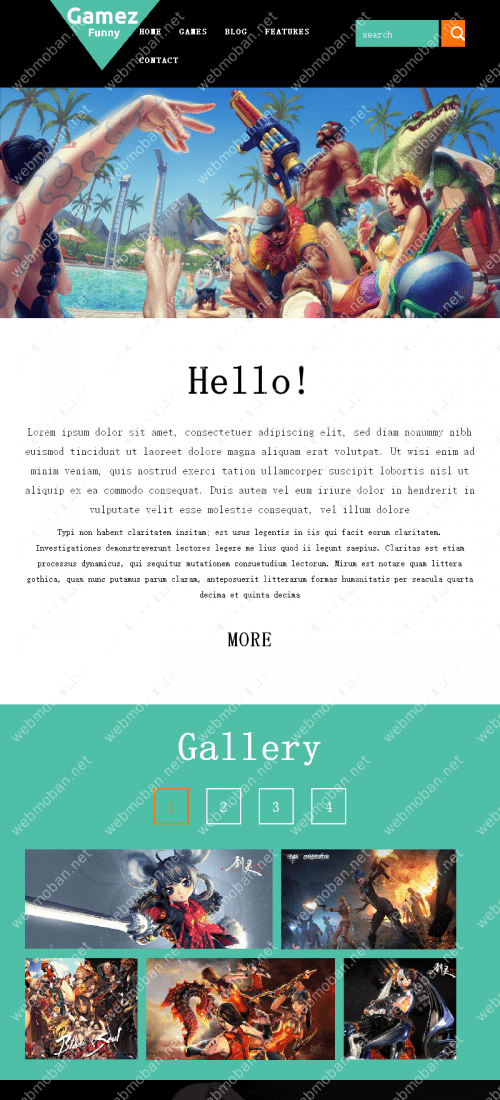 Gamez
Funny
HOME GAMES BLOG FEATURES
CONTACT
search
Hello!
Lorem ipsum dolor sit amet, consectetuer adipiscing elit, sed diam nonummy nibh
euismod tincidunt ut laoreet dolore magna aliquam erat volutpat. Ut wisi enim ad
minim veniam, quis nostrud exerci tation ullamcorper suscipit lobortis nisl ut
aliquip ex ea commodo consequat. Duis autem vel eum iriure dolor in hendrerit in
vulputate velit esse molestie consequat, vel illum dolore
Typi non habent claritatem insitam; est usus legentis in iis qui facit eorum claritatem.
Investigationes demonstraverunt lectores legere me lius quod ii legunt saepius. Claritas est etiam
processus dynamicus, qui sequitur mutationem consuetudium lectorum. Mirum est notare quam littera
gothica, quam nunc putamus parum claram, anteposuerit litterarum formas humanitatis per seacula quarta
decima et quinta decima
MORE
Gallery
1 2 3 4
剑灵
Blade & Soul
剑灵
webmoban.net